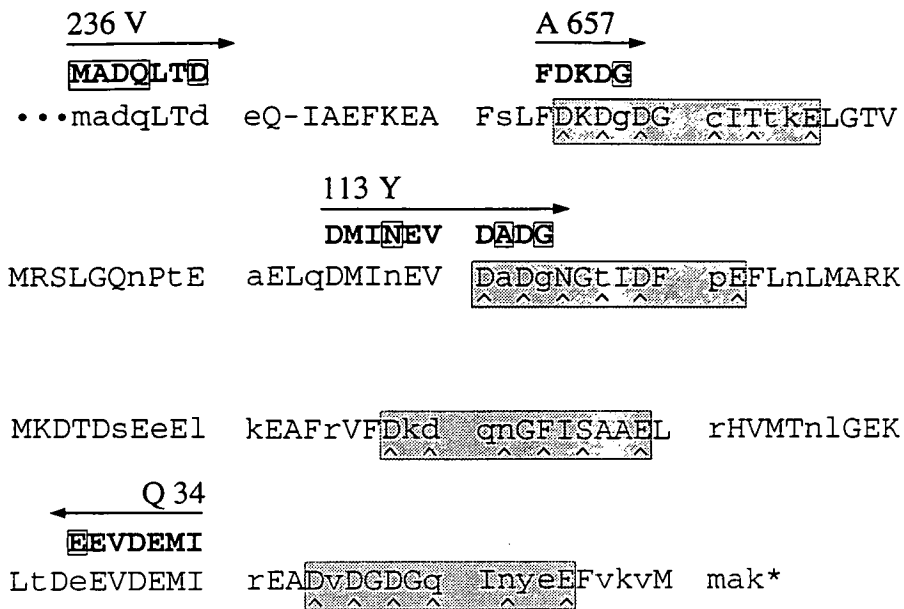 236 V A 657
MADQLTD FDKDG
•••madqLTd eQ-IAEFKEA FsLFDKDgDG cITtkELGTV
^ ^ ^ ^ ^ ^
113 Y
DMINEV DADG
MRSLGQnPtE aELqDMInEV DaDgNGtIDF pEFLnLMARK
^ ^ ^ ^ ^ ^
MKDTDsEeEl kEAFrVFDkd qnGFISAAEL rHVMTnlGEK
^ ^ ^ ^ ^ ^
Q 34
EEVDEMI
LtDeEVDEMI rEADvDGDGq InyeEFvkvM mak*
^ ^ ^ ^ ^ ^